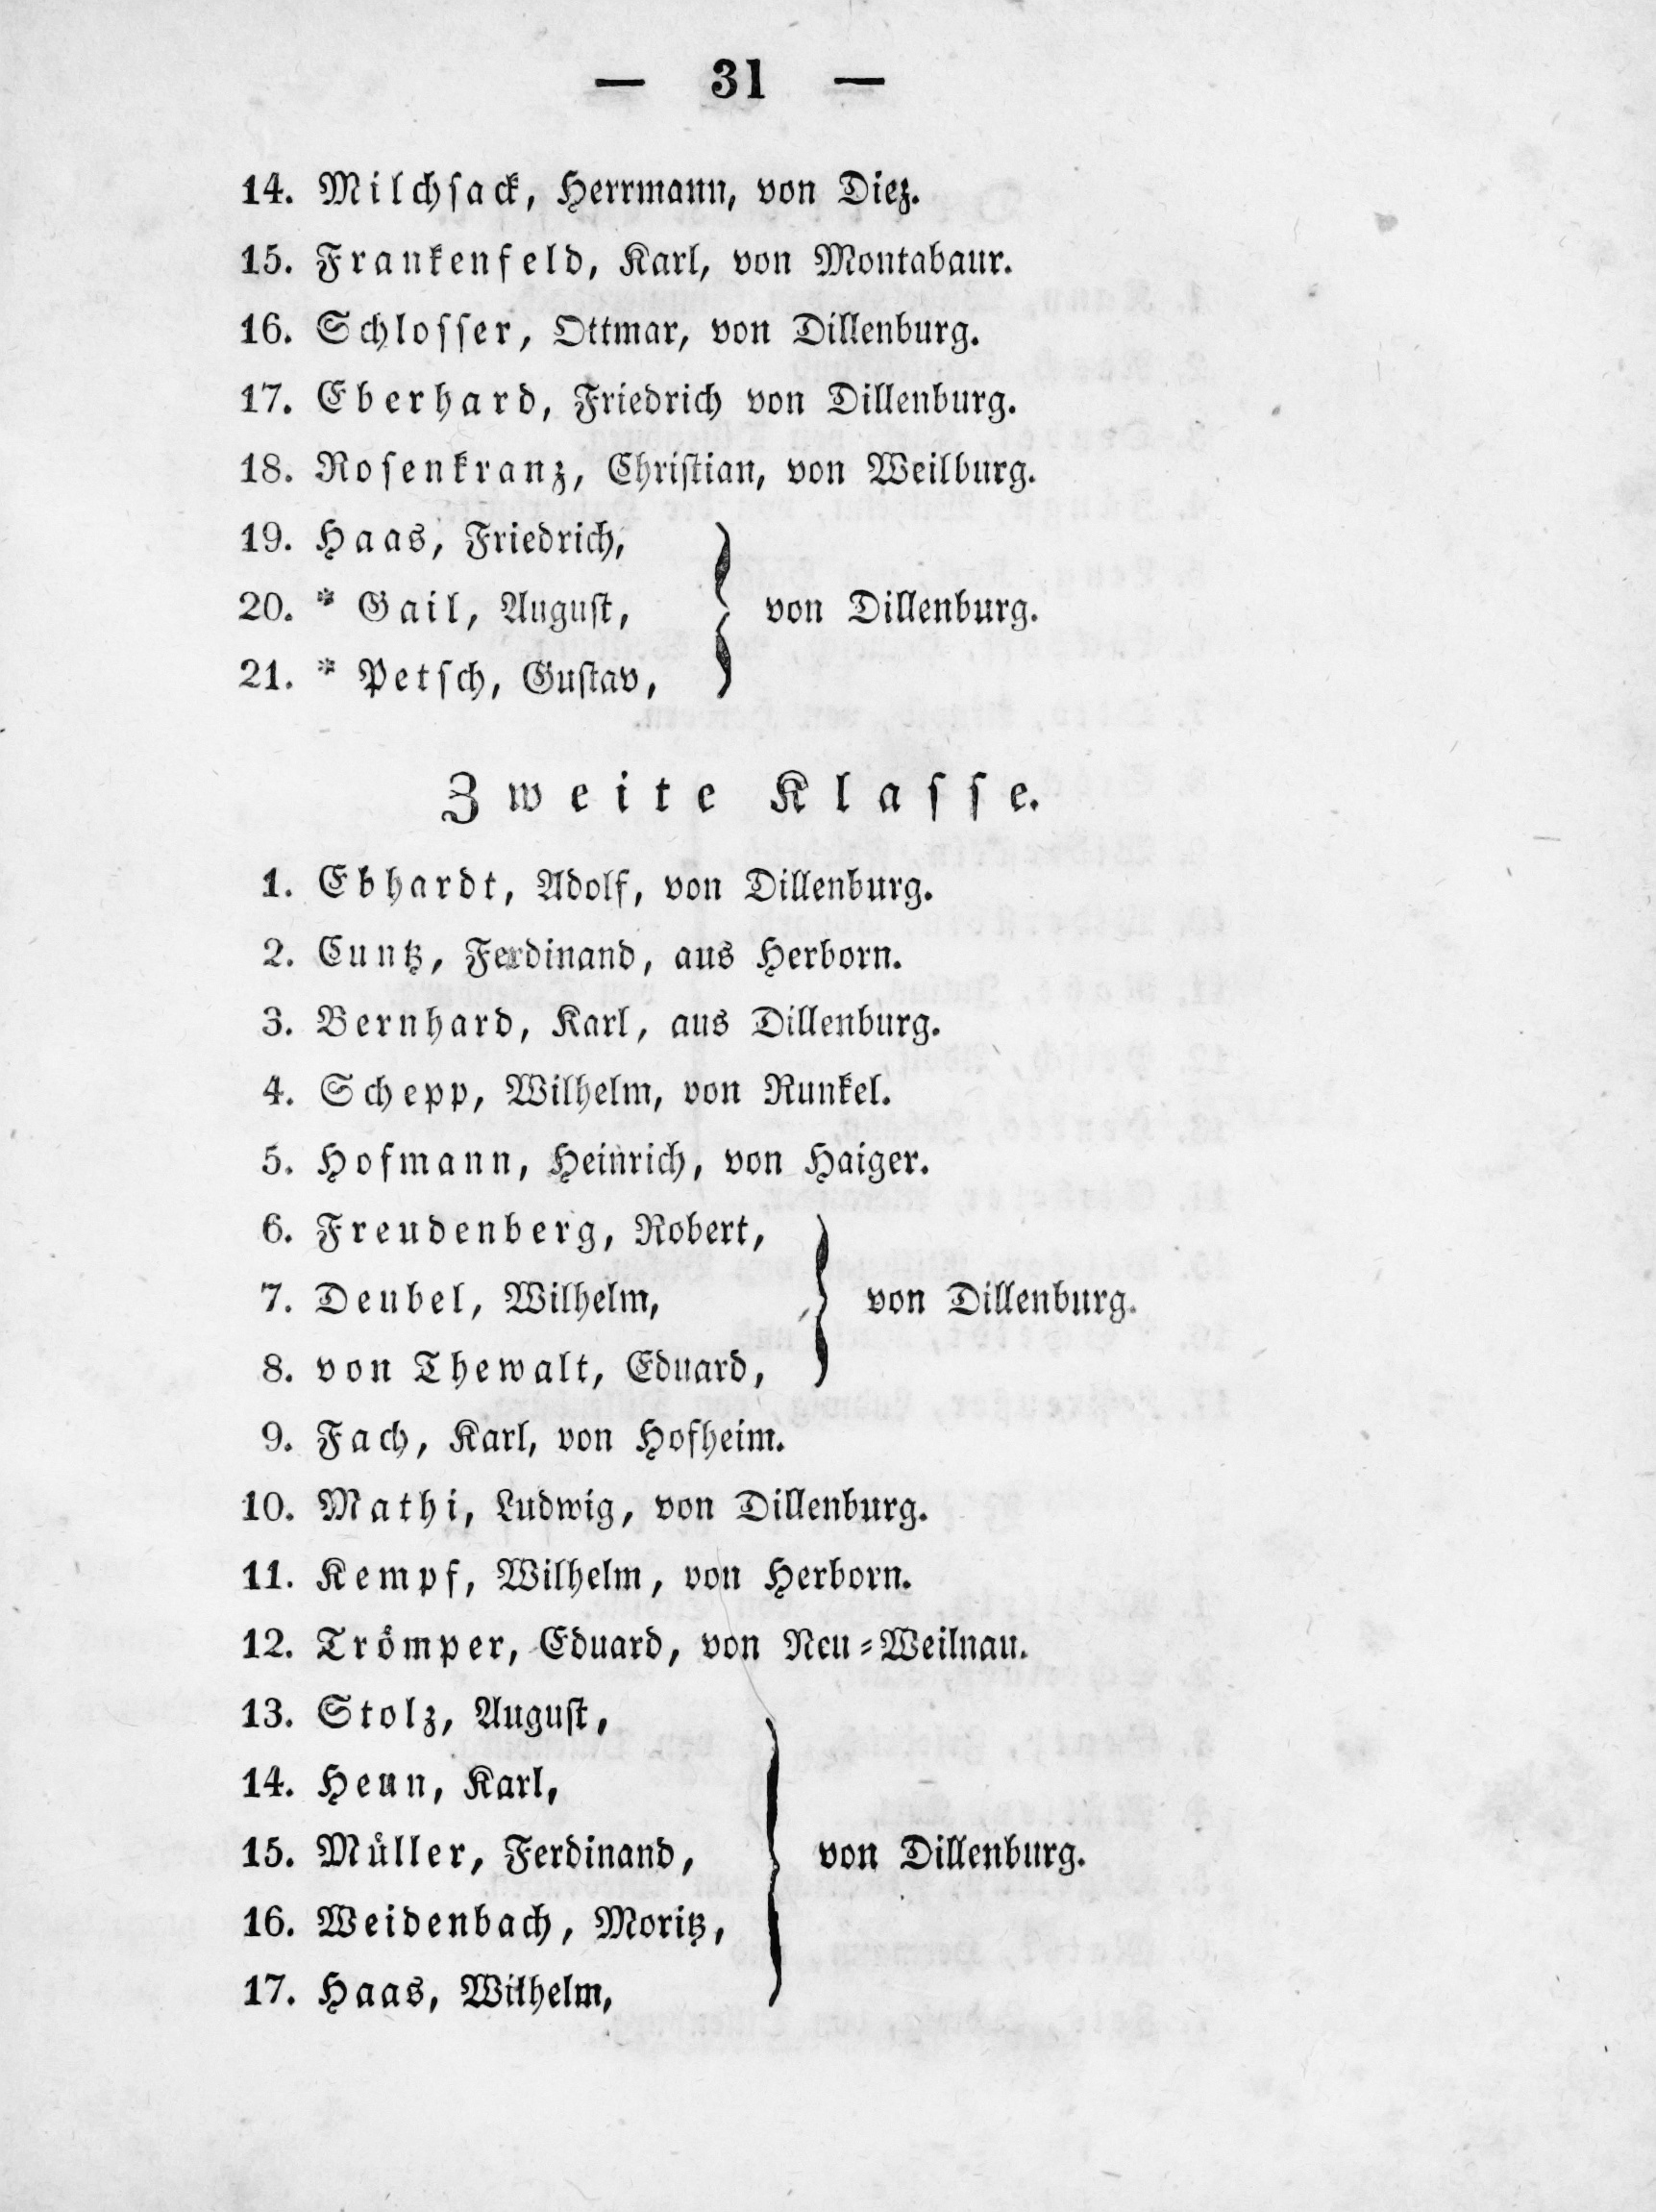 — 31 —
14. Milchsack, Herrmann, von Diez.
15. Frankenfeld, Karl, von Montabaur.
16. Schlosser, Ottmar, von Dillenburg.
17. Eberhard, Friedrich von Dillenburg.
18. Rosenkranz, Christian, von Weilburg.
19. Haas, Friedrich,
20. * Gail, August, } von Dillenburg.
21. * Petsch, Gustav,
Zweite Klasse.
1. Ebhardt, Adolf, von Dillenburg.
2. Cuntz, Ferdinand, aus Herborn.
3. Bernhard, Karl, aus Dillenburg.
4. Schepp, Wilhelm, von Runkel.
5. Hofmann, Heinrich, von Haiger.
6. Freudenberg, Robert,
7. Deubel, Wilhelm, } von Dillenburg.
8. von Thewalt, Eduard,
9. Fach, Karl, von Hofheim.
10. Mathi, Ludwig, von Dillenburg.
11. Kempf, Wilhelm, von Herborn.
12. Trömper, Eduard, von Neu-Weilnau.
13. Stolz, August,
14. Henn, Karl,
15. Müller, Ferdinand, } von Dillenburg.
16. Weidenbach, Moritz,
17. Haas, Wilhelm,